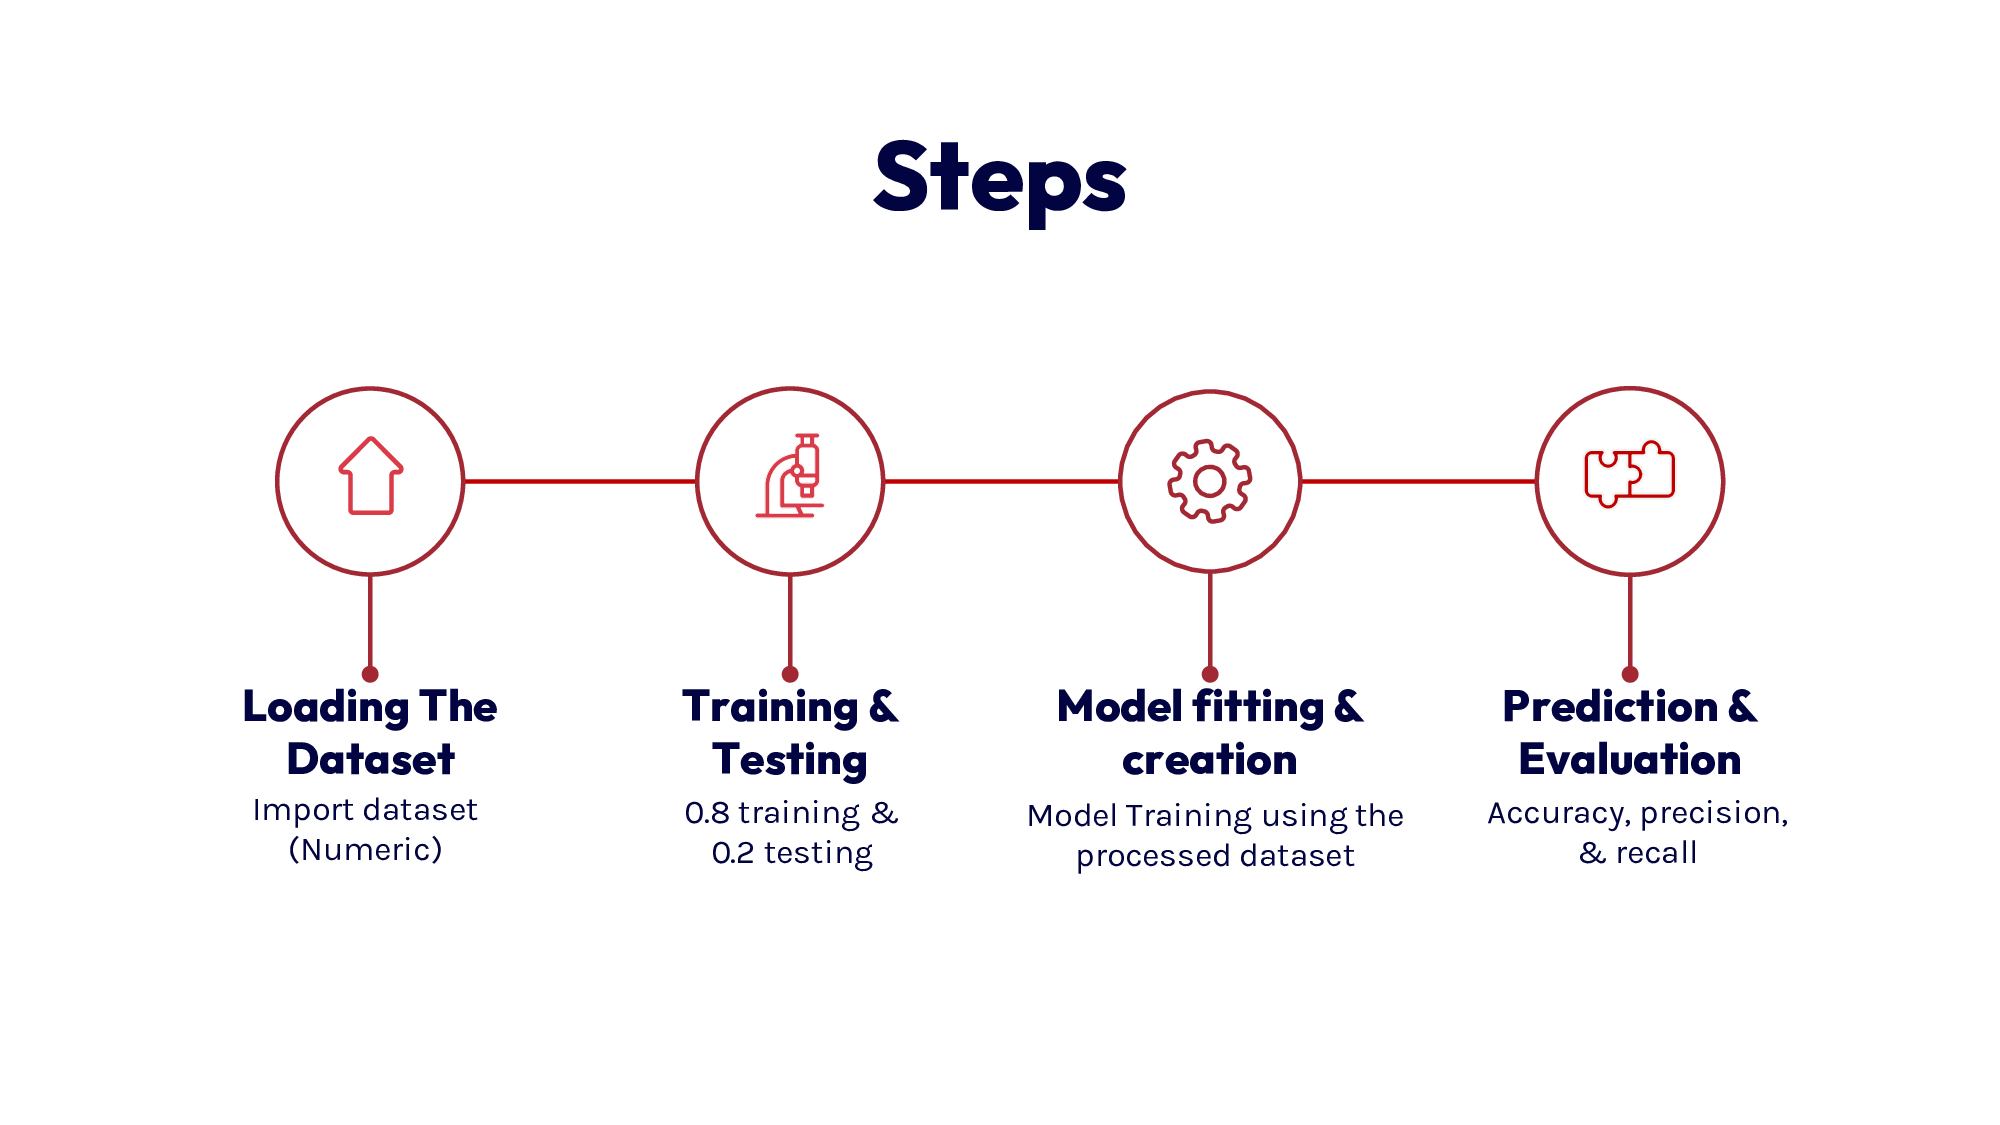 Steps
Loading The
Dataset
Import dataset
(Numeric)
Training &
Testing
0.8 training &
0.2 testing
Model fitting &
creation
Model Training using the
processed dataset
Prediction &
Evaluation
Accuracy, precision,
& recall